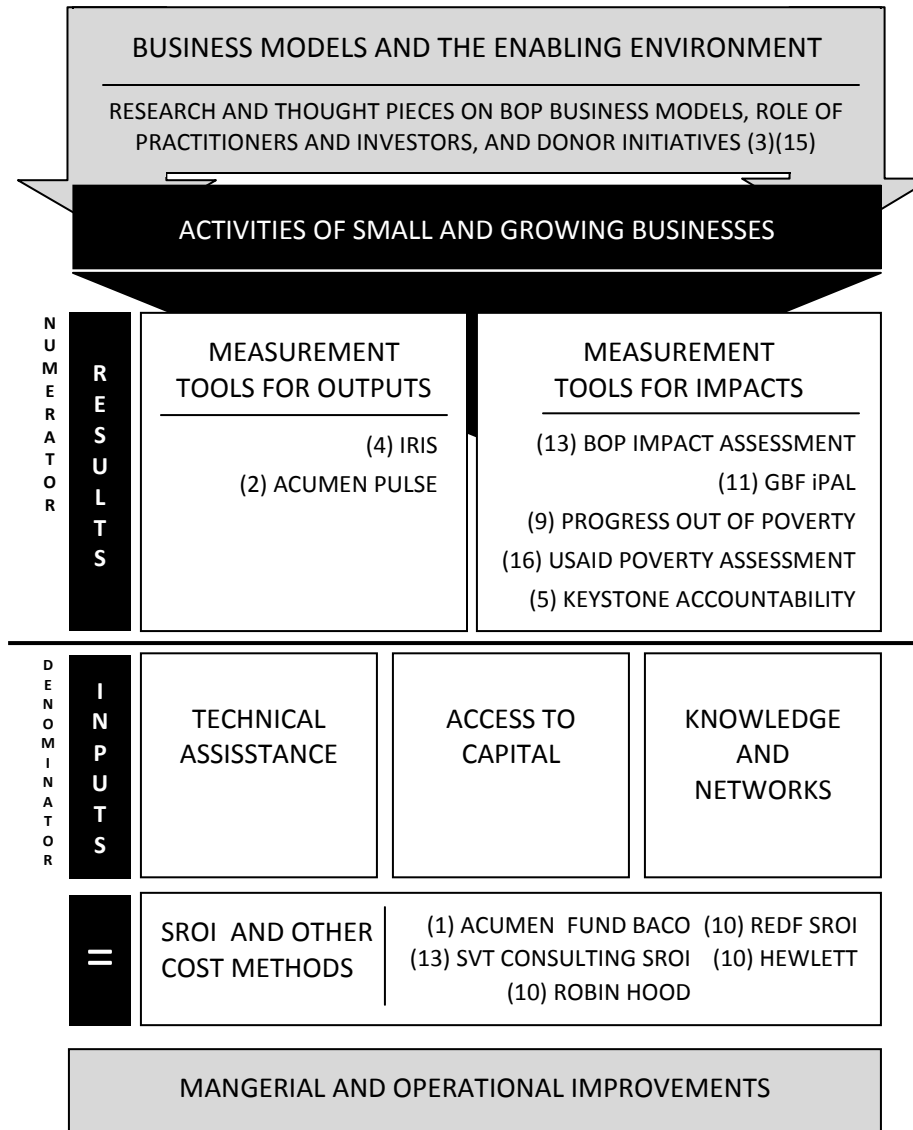 BUSINESS MODELS AND THE ENABLING ENVIRONMENT
RESEARCH AND THOUGHT PIECES ON BOP BUSINESS MODELS, ROLE OF
PRACTITIONERS AND INVESTORS, AND DONOR INITIATIVES (3)(15)
ACTIVITIES OF SMALL AND GROWING BUSINESSES
NUMERATOR
RESULTS
MEASUREMENT
TOOLS FOR OUTPUTS
(4) IRIS
(2) ACUMEN PULSE
MEASUREMENT
TOOLS FOR IMPACTS
(13) BOP IMPACT ASSESSMENT
(11) GBF iPAL
(9) PROGRESS OUT OF POVERTY
(16) USAID POVERTY ASSESSMENT
(5) KEYSTONE ACCOUNTABILITY
DENOMINATOR
INPUTS
TECHNICAL
ASSISSTANCE
ACCESS TO
CAPITAL
KNOWLEDGE
AND
NETWORKS
=
SROI AND OTHER
COST METHODS
(1) ACUMEN FUND BACO (10) REDF SROI
(13) SVT CONSULTING SROI (10) HEWLETT
(10) ROBIN HOOD
MANGERIAL AND OPERATIONAL IMPROVEMENTS